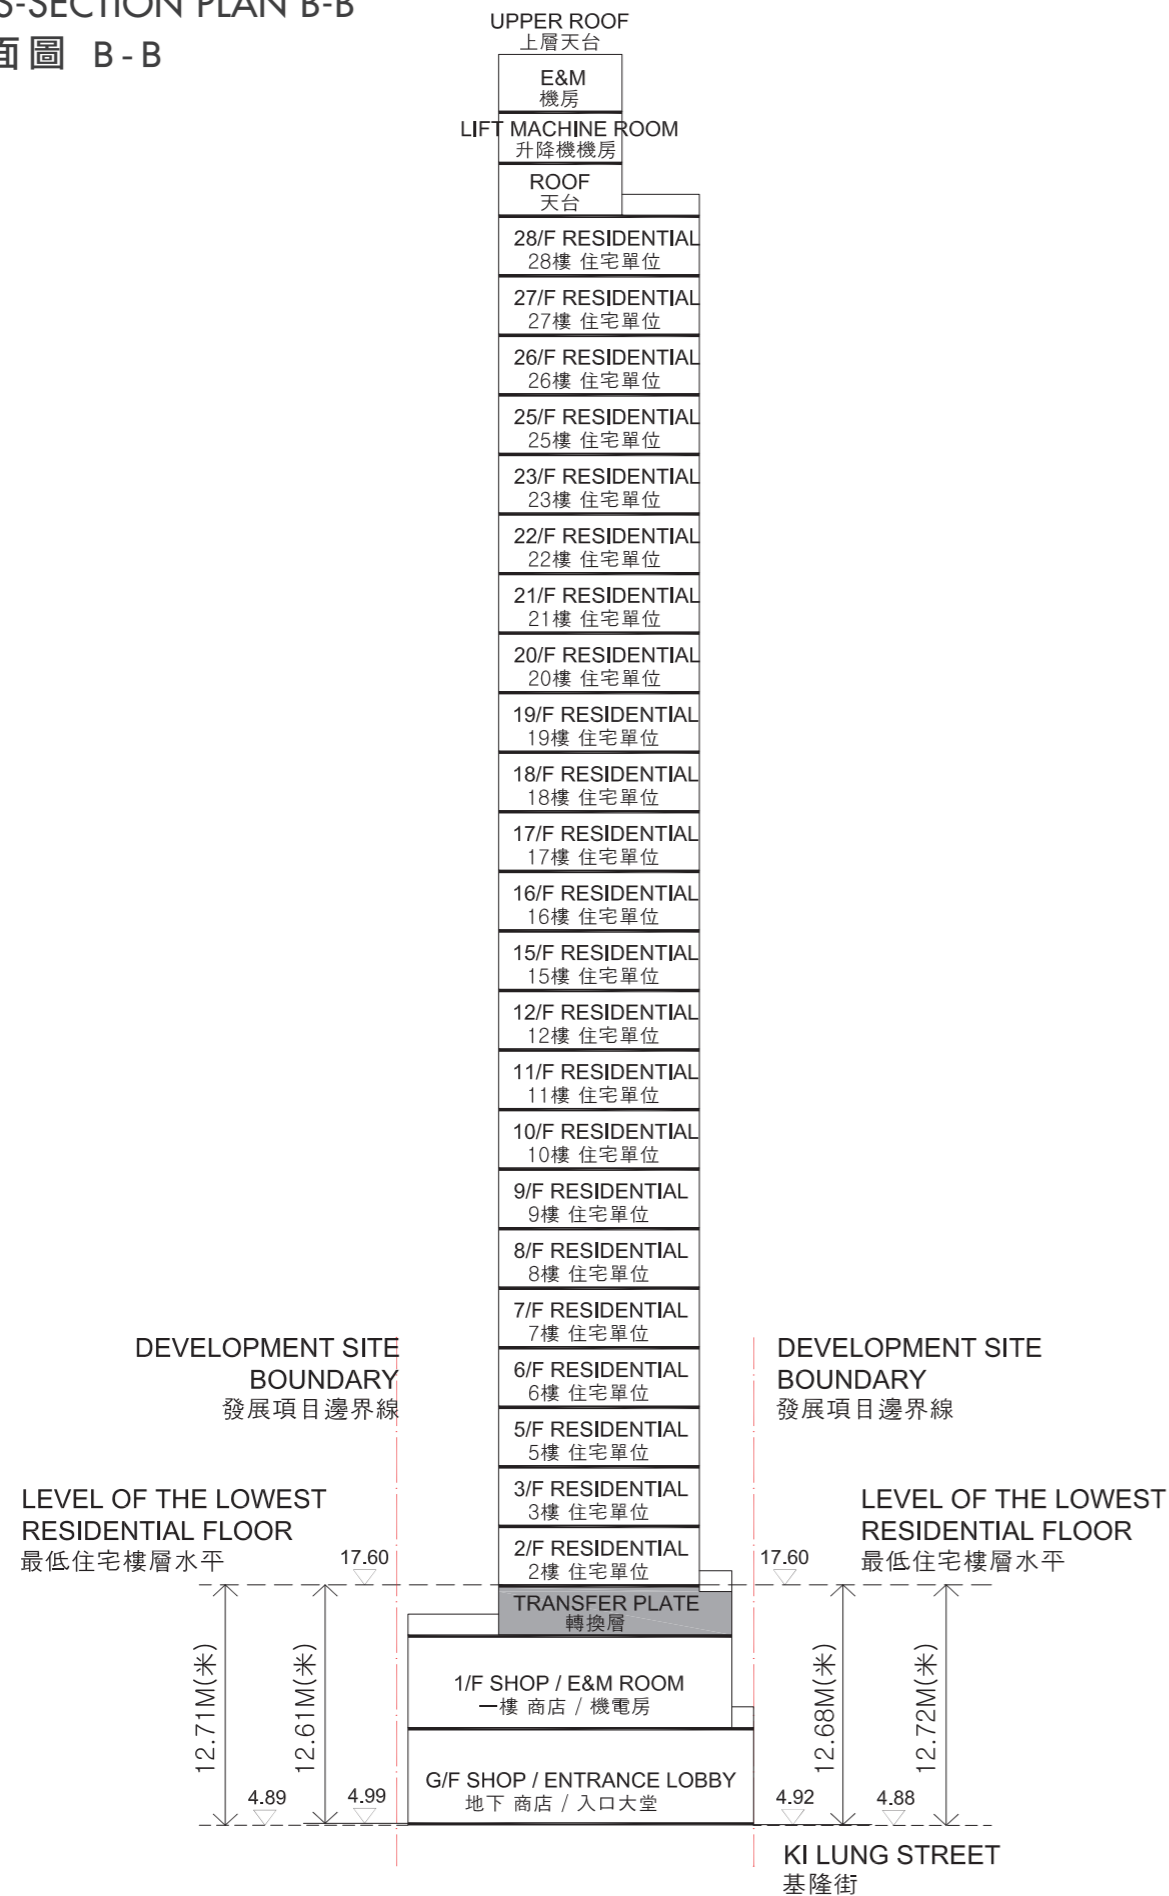 S-SECTION PLAN B-B
面圖 B-B
UPPER ROOF
上層天台
E&M
機房
LIFT MACHINE ROOM
升降機機房
ROOF
天台
28/F RESIDENTIAL
28樓 住宅單位
27/F RESIDENTIAL
27樓 住宅單位
26/F RESIDENTIAL
26樓 住宅單位
25/F RESIDENTIAL
25樓 住宅單位
23/F RESIDENTIAL
23樓 住宅單位
22/F RESIDENTIAL
22樓 住宅單位
21/F RESIDENTIAL
21樓 住宅單位
20/F RESIDENTIAL
20樓 住宅單位
19/F RESIDENTIAL
19樓 住宅單位
18/F RESIDENTIAL
18樓 住宅單位
17/F RESIDENTIAL
17樓 住宅單位
16/F RESIDENTIAL
16樓 住宅單位
15/F RESIDENTIAL
15樓 住宅單位
12/F RESIDENTIAL
12樓 住宅單位
11/F RESIDENTIAL
11樓 住宅單位
10/F RESIDENTIAL
10樓 住宅單位
9/F RESIDENTIAL
9樓 住宅單位
8/F RESIDENTIAL
8樓 住宅單位
7/F RESIDENTIAL
7樓 住宅單位
DEVELOPMENT SITE
BOUNDARY
發展項目邊界線
DEVELOPMENT SITE
BOUNDARY
發展項目邊界線
6/F RESIDENTIAL
6樓 住宅單位
5/F RESIDENTIAL
5樓 住宅單位
3/F RESIDENTIAL
3樓 住宅單位
LEVEL OF THE LOWEST
RESIDENTIAL FLOOR
最低住宅樓層水平
LEVEL OF THE LOWEST
RESIDENTIAL FLOOR
最低住宅樓層水平
2/F RESIDENTIAL
2樓 住宅單位
17.60
17.60
TRANSFER PLATE
轉換層
12.71M(米)
12.61M(米)
12.68M(米)
12.72M(米)
1/F SHOP / E&M ROOM
一樓 商店 / 機電房
G/F SHOP / ENTRANCE LOBBY
地下 商店 / 入口大堂
4.89
4.99
4.92
4.88
KI LUNG STREET
基隆街